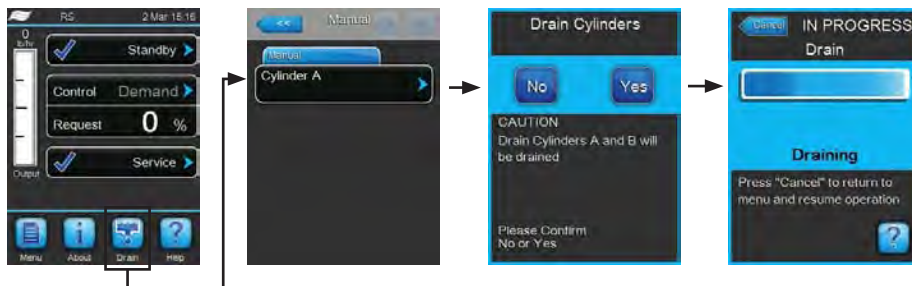 RS 2 Mar 15:16
0
lb/hr
Standby
Control Demand
Request 0 %
Service
Output
Menu About Drain Help
<< Manual
Manual
Cylinder A
Drain Cylinders
No Yes
CAUTION
Drain Cylinders A and B will
be drained
Please Confirm
No or Yes
Cancel IN PROGRESS
Drain
Draining
Press "Cancel" to return to
menu and resume operation
?